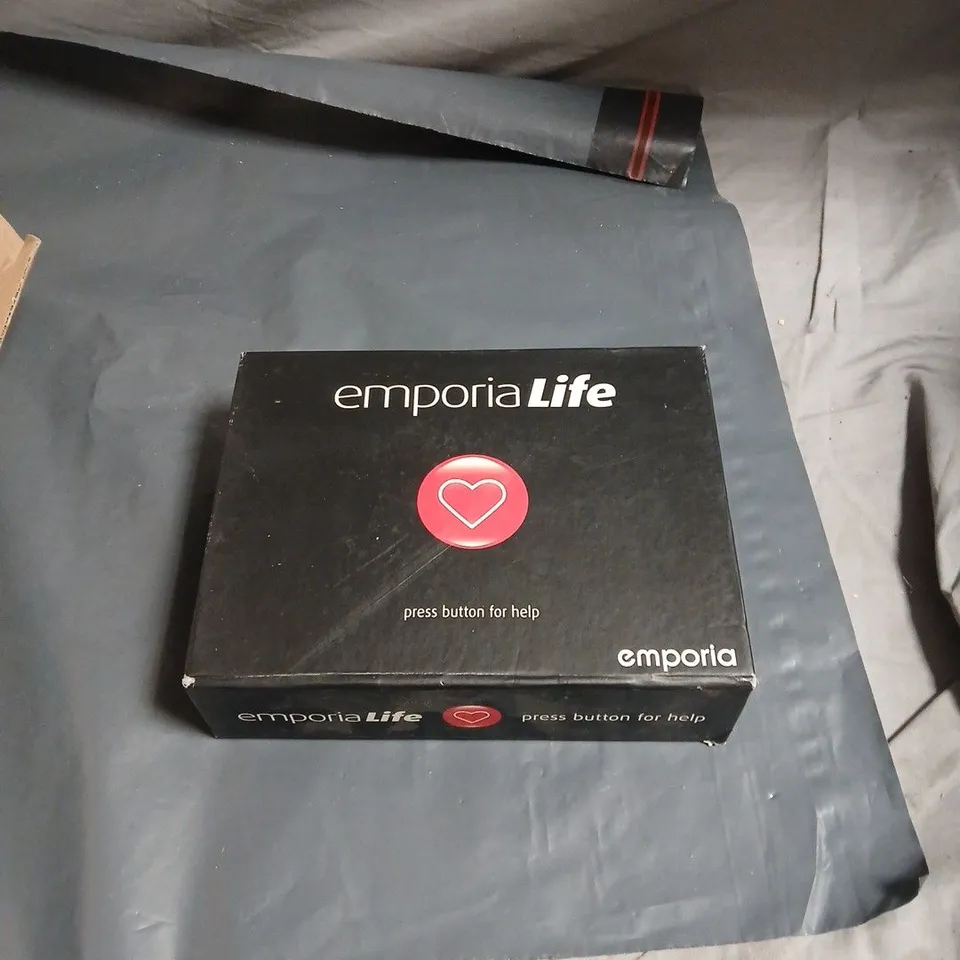 emporia Life
press button for help
emporia
emporia Life press button for help